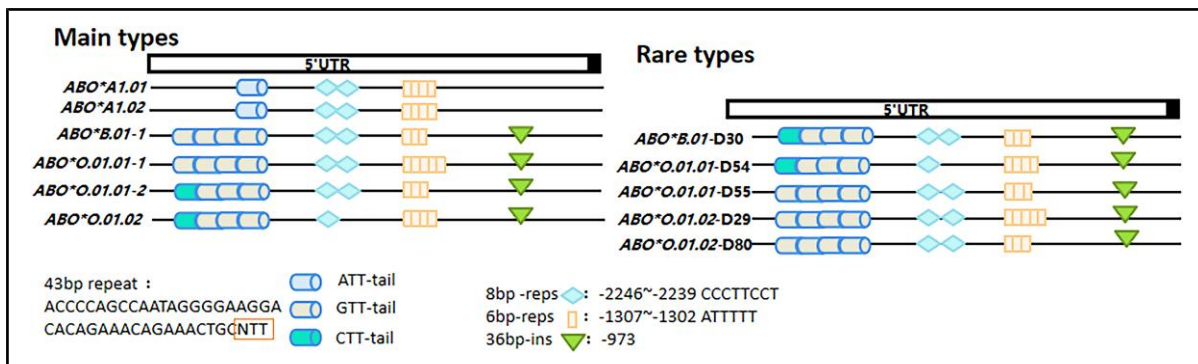 Main types
5'UTR
ABO*A1.01
ABO*A1.02
ABO*B.01-1
ABO*O.01.01-1
ABO*O.01.01-2
ABO*O.01.02
Rare types
5'UTR
ABO*B.01-D30
ABO*O.01.01-D54
ABO*O.01.01-D55
ABO*O.01.02-D29
ABO*O.01.02-D80
43bp repeat :
ACCCCAGCCAATAGGGGAAGGA
CACAGAAACAGAAACTGCNTT
ATT-tail
GTT-tail
CTT-tail
8bp -reps : -2246~-2239 CCCTTCCT
6bp-reps : -1307~-1302 ATTTTT
36bp-ins : -973